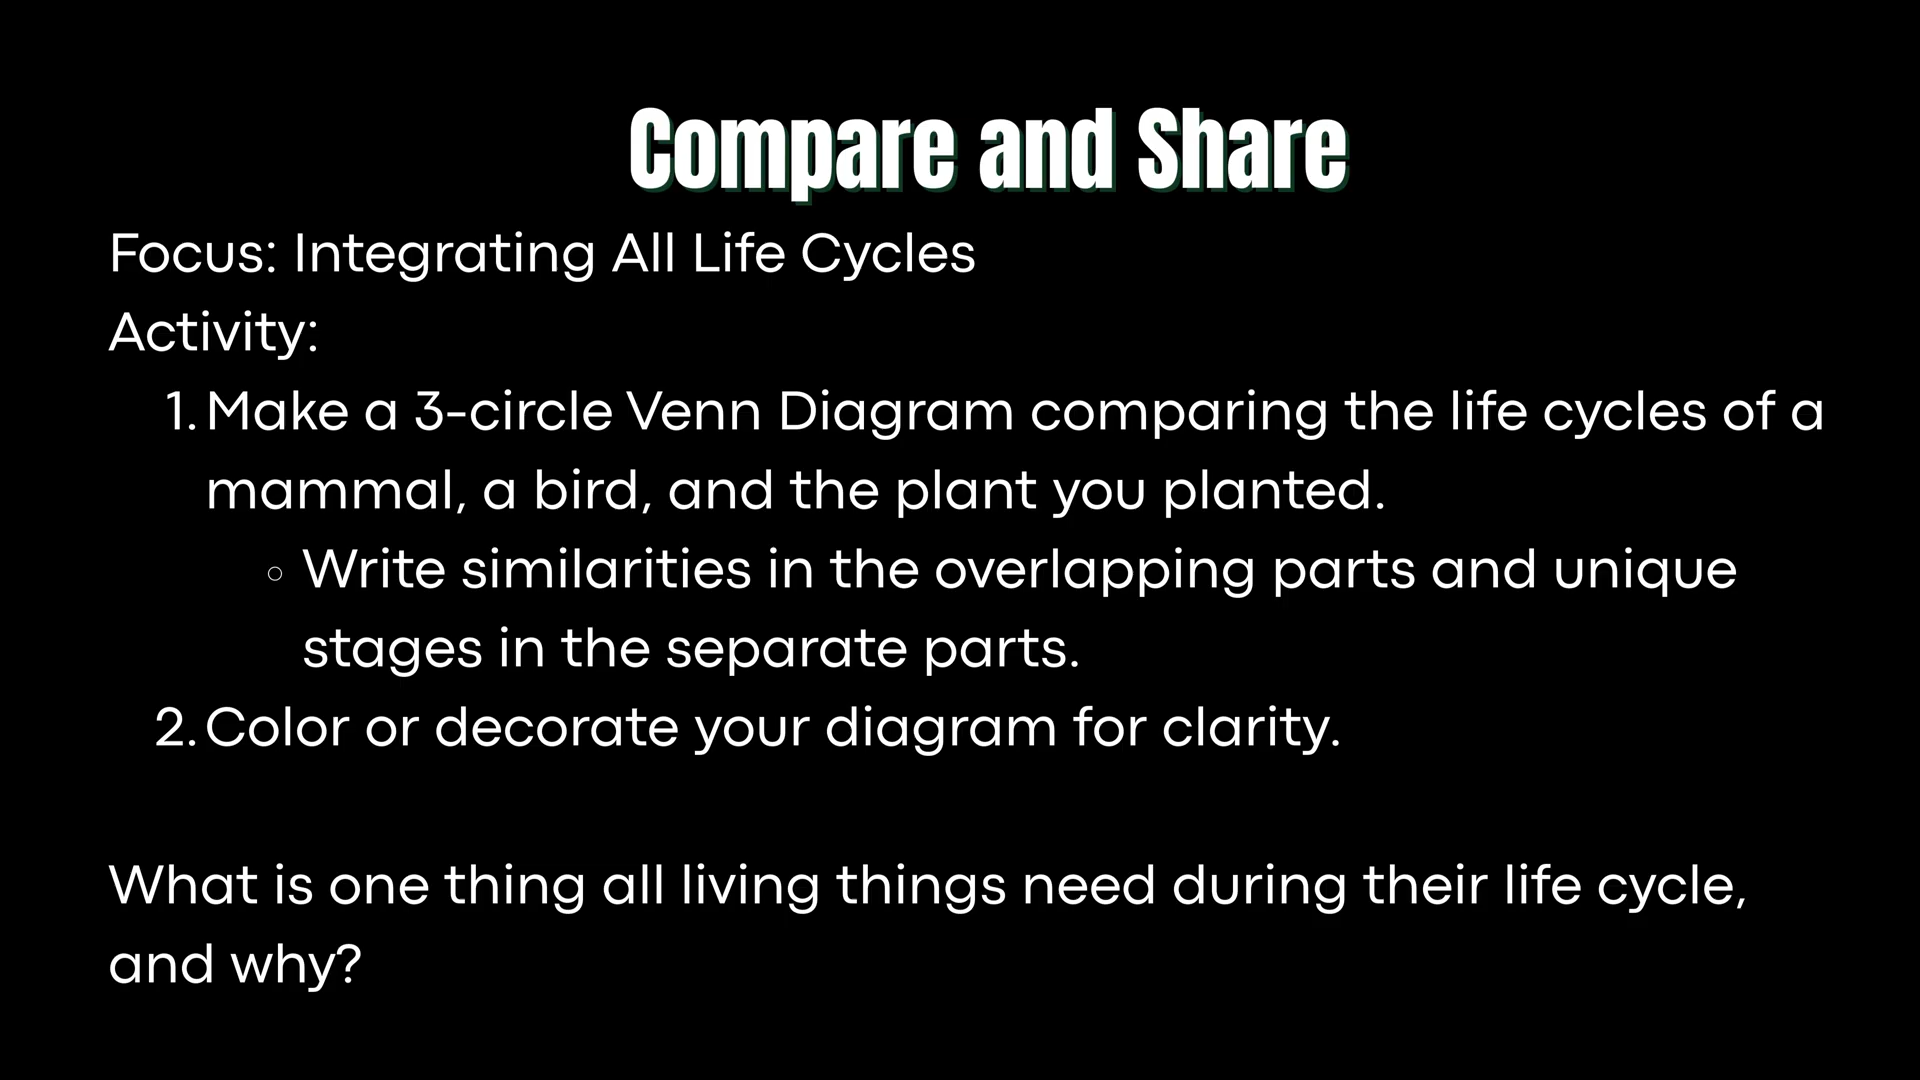 Compare and Share
Focus: Integrating All Life Cycles
Activity:
1. Make a 3-circle Venn Diagram comparing the life cycles of a
mammal, a bird, and the plant you planted.
◦ Write similarities in the overlapping parts and unique
stages in the separate parts.
2. Color or decorate your diagram for clarity.
What is one thing all living things need during their life cycle,
and why?